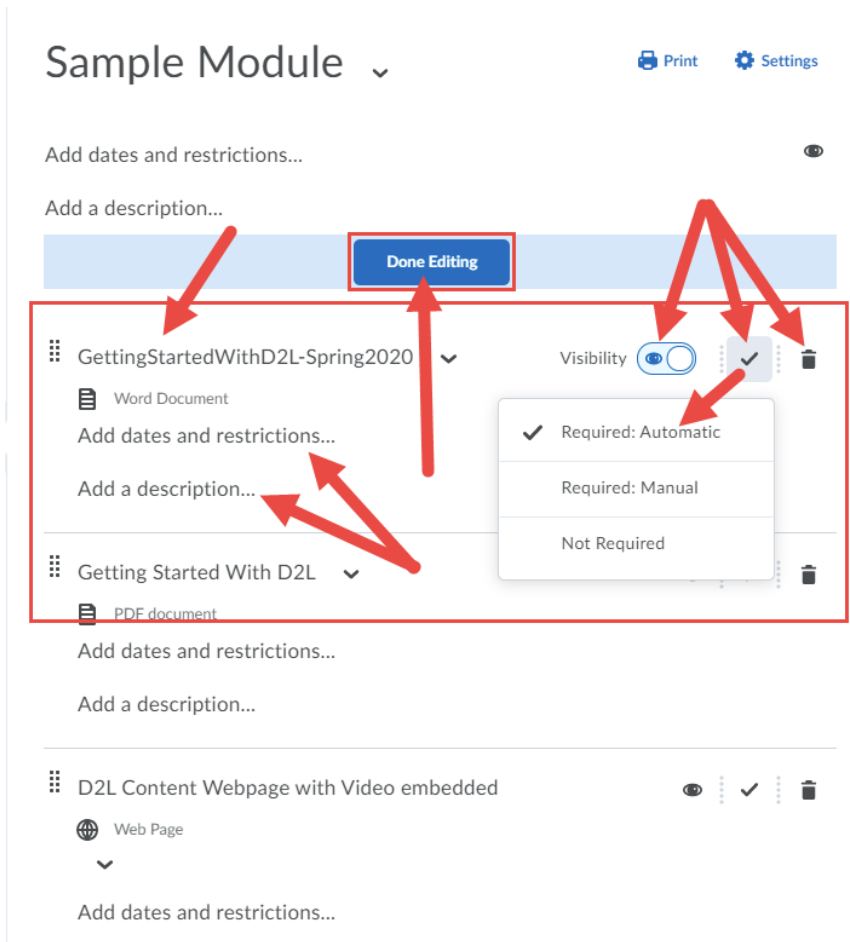 Sample Module
Print
Settings
Add dates and restrictions...
Add a description...
Done Editing
GettingStartedWithD2L-Spring2020
Visibility
Word Document
Add dates and restrictions...
Required: Automatic
Add a description...
Required: Manual
Not Required
Getting Started With D2L
PDF document
Add dates and restrictions...
Add a description...
D2L Content Webpage with Video embedded
Web Page
Add dates and restrictions...